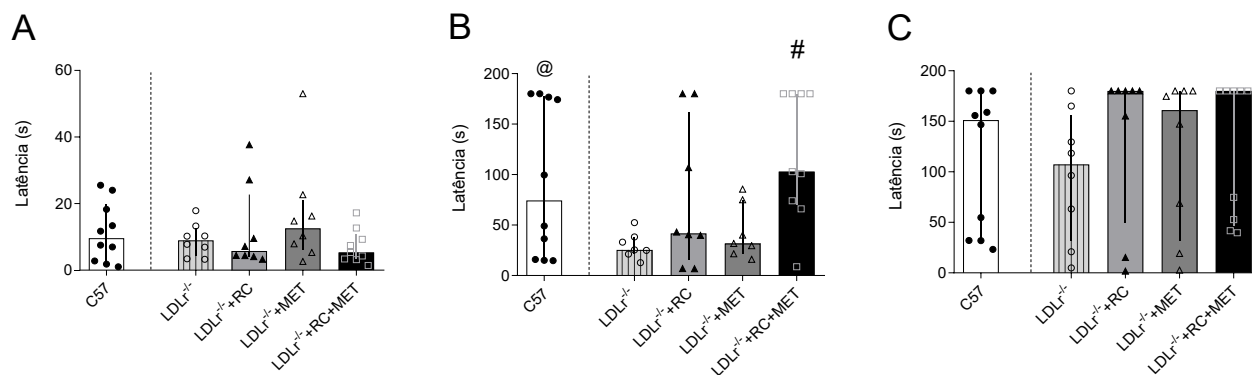 A
Latência (s)
60
40
20
0
C57
LDLr-/-
LDLr-/-+RC
LDLr-/-+MET
LDLr-/-+RC+MET
B
Latência (s)
200
150
100
50
0
@
#
C57
LDLr-/-
LDLr-/-+RC
LDLr-/-+MET
LDLr-/-+RC+MET
C
Latência (s)
200
150
100
50
0
C57
LDLr-/-
LDLr-/-+RC
LDLr-/-+MET
LDLr-/-+RC+MET